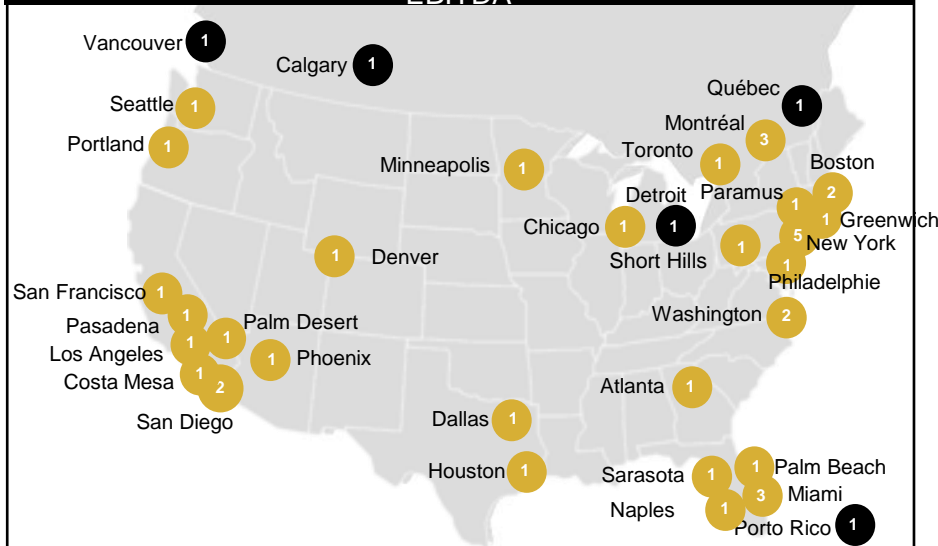 EBITDA
Vancouver 1
Calgary 1
Québec 1
Seattle 1
Montréal 3
Portland 1
Toronto 1
Minneapolis 1
Boston 2
Detroit 1
Paramus 1
Chicago 1
1 Greenwich
5 New York
Short Hills 1
1 Denver
1 Philadelphie
San Francisco 1
Washington 2
Pasadena 1
Palm Desert 1
Los Angeles 1
1 Phoenix
Costa Mesa 1
San Diego 2
Atlanta 1
Dallas 1
Houston 1
Sarasota 1
1 Palm Beach
3 Miami
Naples 1
Porto Rico 1